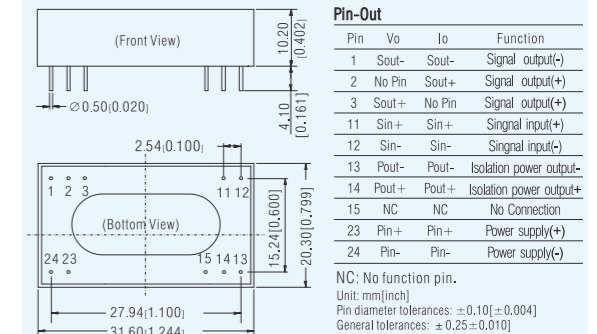 (Front View)
10.20
[0.402]
4.10
[0.161]
Ø0.50[0.020]
2.54[0.100]
1 2 3
11 12
(Bottom View)
24 23
15 14 13
15.24[0.600]
20.30[0.799]
27.94[1.100]
31.60[1.244]
Pin-Out
Pin Vo Io Function
1 Sout- Sout- Signal output(-)
2 No Pin Sout+ Signal output(+)
3 Sout+ No Pin Signal output(+)
11 Sin+ Sin+ Singnal input(+)
12 Sin- Sin- Singnal input(-)
13 Pout- Pout- Isolation power output-
14 Pout+ Pout+ Isolation power output+
15 NC NC No Connection
23 Pin+ Pin+ Power supply(+)
24 Pin- Pin- Power supply(-)
NC: No function pin.
Unit: mm[inch]
Pin diameter tolerances: ±0.10[±0.004]
General tolerances: ±0.25±0.010]